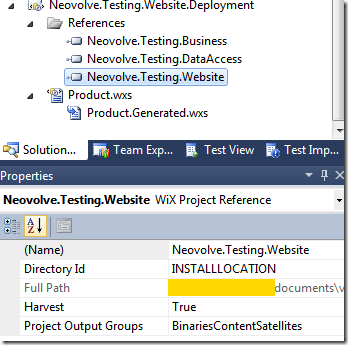 Neovolve.Testing.Website.Deployment
References
Neovolve.Testing.Business
Neovolve.Testing.DataAccess
Neovolve.Testing.Website
Product.wxs
Product.Generated.wxs
Solution... Team Exp... Test View Test Imp...
Properties
Neovolve.Testing.Website WiX Project Reference
(Name) Neovolve.Testing.Website
Directory Id INSTALLLOCATION
Full Path documents\v
Harvest True
Project Output Groups BinariesContentSatellites